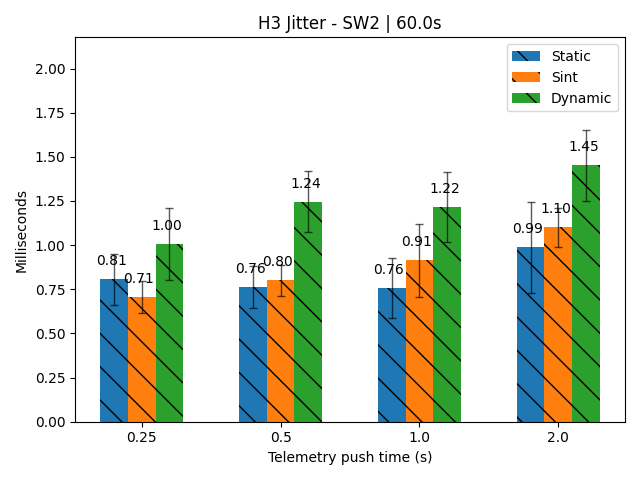 H3 Jitter - SW2 | 60.0s
Static
Sint
Dynamic
Milliseconds
2.00
1.75
1.50
1.25
1.00
0.75
0.50
0.25
0.00
0.81 0.71 1.00
0.76 0.80 1.24
0.76 0.91 1.22
0.99 1.10 1.45
0.25 0.5 1.0 2.0
Telemetry push time (s)